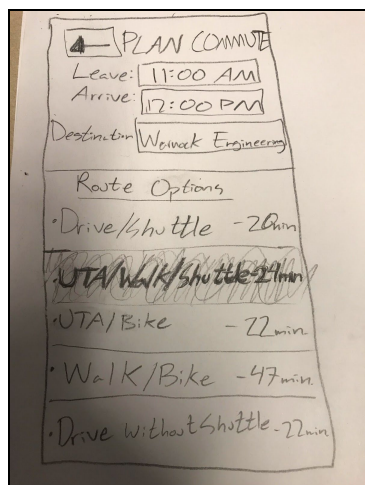 PLAN COMMUTE
Leave: 11:00 AM
Arrive: 12:00 PM
Destination Warnock Engineering
Route Options
• Drive/Shuttle - 20min
• UTA/Walk/Shuttle-24min
• UTA/Bike - 22min
• Walk/Bike - 47min
• Drive without Shuttle - 22min